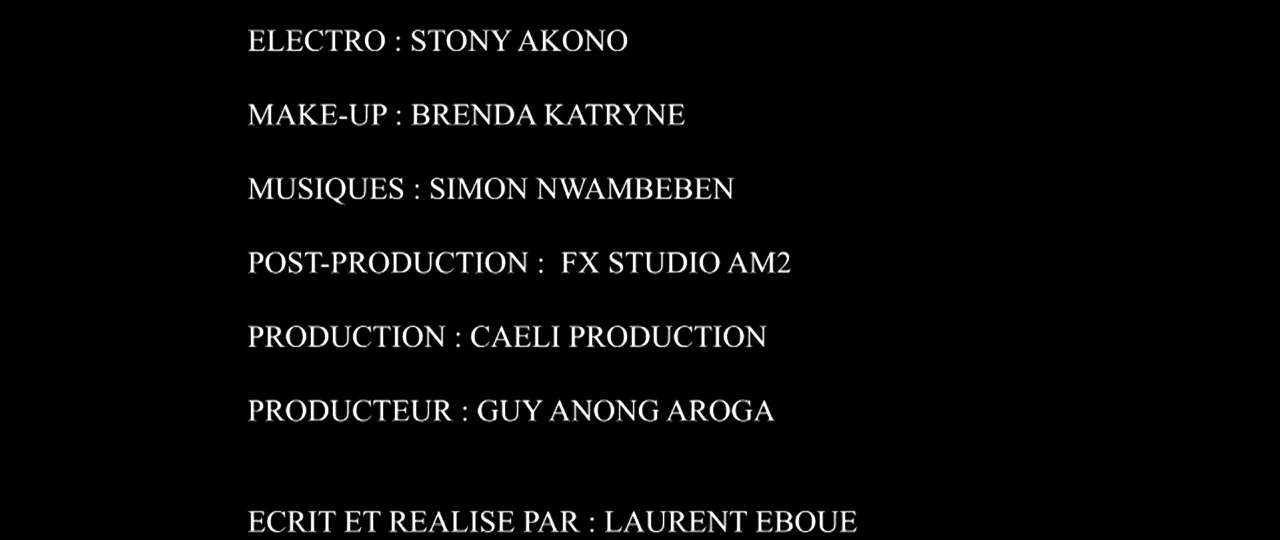 ELECTRO : STONY AKONO
MAKE-UP : BRENDA KATRYNE
MUSIQUES : SIMON NWAMBEBEN
POST-PRODUCTION :  FX STUDIO AM2
PRODUCTION : CAELI PRODUCTION
PRODUCTEUR : GUY ANONG AROGA
ECRIT ET REALISE PAR : LAURENT EBOUE